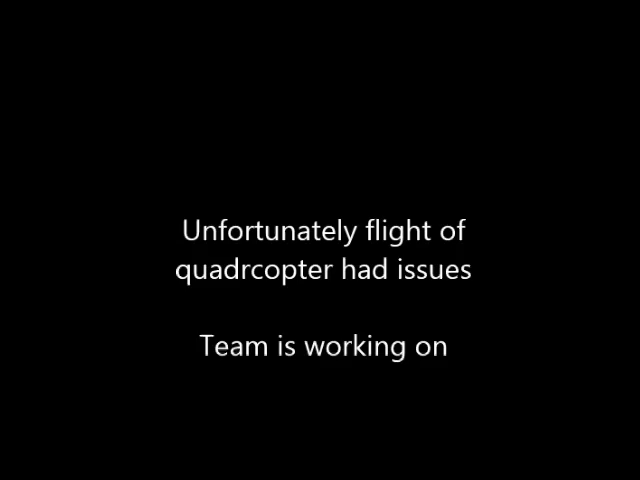 Unfortunately flight of
quadrcopter had issues
Team is working on